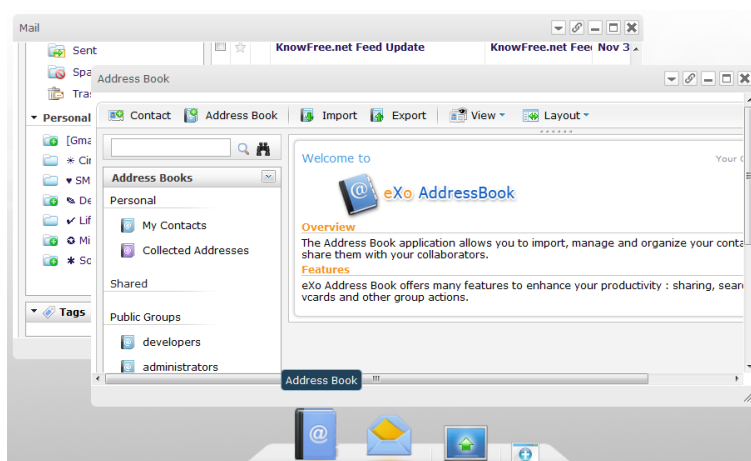 Mail
Sent
KnowFree.net Feed Update
KnowFree.net Fee
Nov 3
Spa
Tra
Personal
[Gma
Cir
SM
De
Lif
Mi
Sc
Tags
Address Book
Contact
Address Book
Import
Export
View
Layout
Address Books
Personal
My Contacts
Collected Addresses
Shared
Public Groups
developers
administrators
Welcome to
Your
eXo AddressBook
Overview
The Address Book application allows you to import, manage and organize your conta
share them with your collaborators.
Features
eXo Address Book offers many features to enhance your productivity : sharing, sear
vcards and other group actions.
Address Book